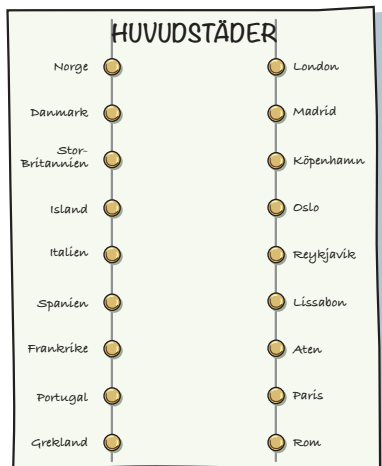 HUVUDSTÄDER
Norge London
Danmark Madrid
Stor-
Britannien Köpenhamn
Island Oslo
Italien Reykjavik
Spanien Lissabon
Frankrike Aten
Portugal Paris
Grekland Rom